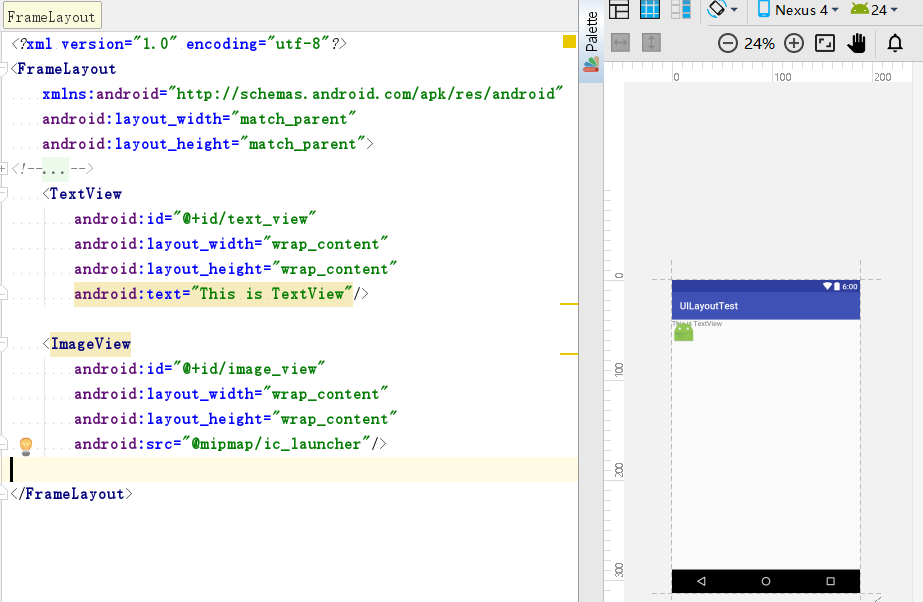 FrameLayout
<?xml version="1.0" encoding="utf-8"?>
<FrameLayout
xmlns:android="http://schemas.android.com/apk/res/android"
android:layout_width="match_parent"
android:layout_height="match_parent">
<!--...-->
<TextView
android:id="@+id/text_view"
android:layout_width="wrap_content"
android:layout_height="wrap_content"
android:text="This is TextView"/>
<ImageView
android:id="@+id/image_view"
android:layout_width="wrap_content"
android:layout_height="wrap_content"
android:src="@mipmap/ic_launcher"/>
</FrameLayout>
Palette
Nexus 4
24
24%
0
100
200
0
100
200
300
6:00
UILayoutTest
This is TextView